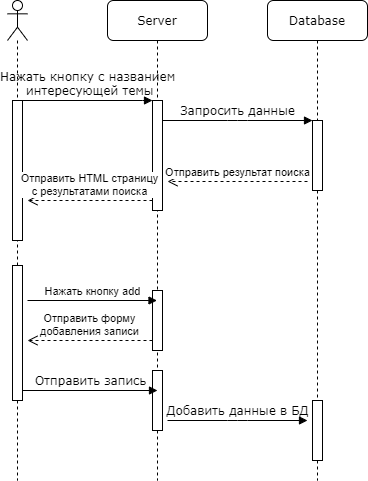 Server
Database
Нажать кнопку с названием
интересующей темы
Запросить данные
Отправить результат поиска
Отправить HTML страницу
с результатами поиска
Нажать кнопку add
Отправить форму
добавления записи
Отправить запись
Добавить данные в БД